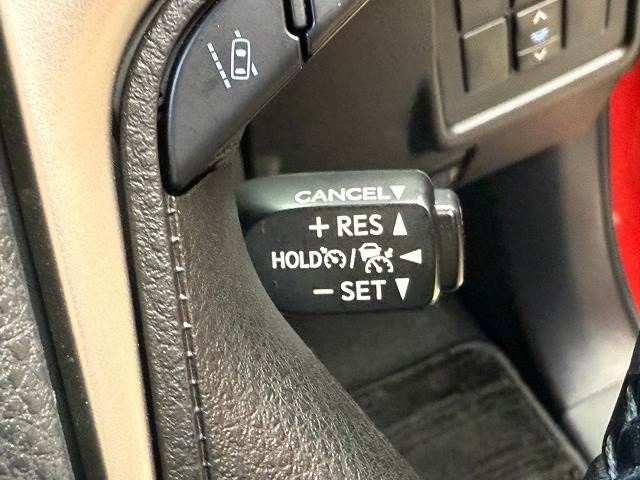 CANCEL
+ RES
HOLD /
- SET